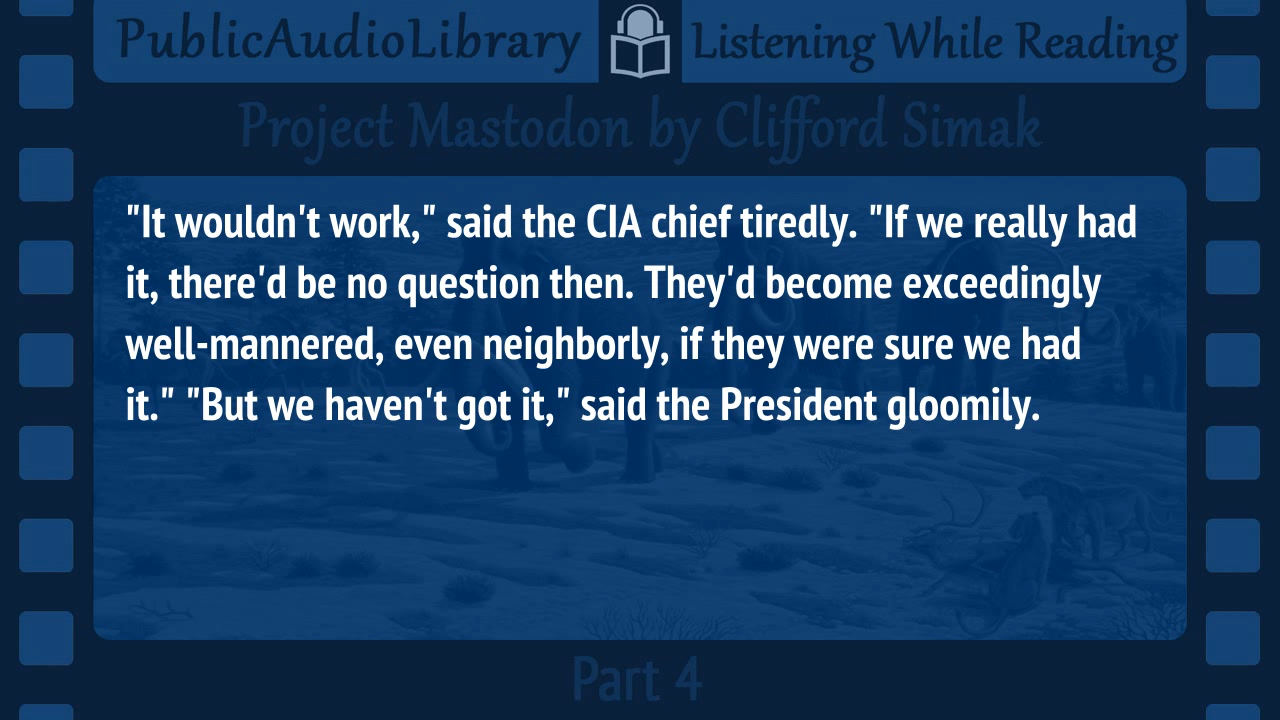 PublicAudioLibrary Listening While Reading
Project Mastodon by Clifford Simak
"It wouldn't work," said the CIA chief tiredly. "If we really had
it, there'd be no question then. They'd become exceedingly
well-mannered, even neighborly, if they were sure we had
it." "But we haven't got it," said the President gloomily.
Part 4